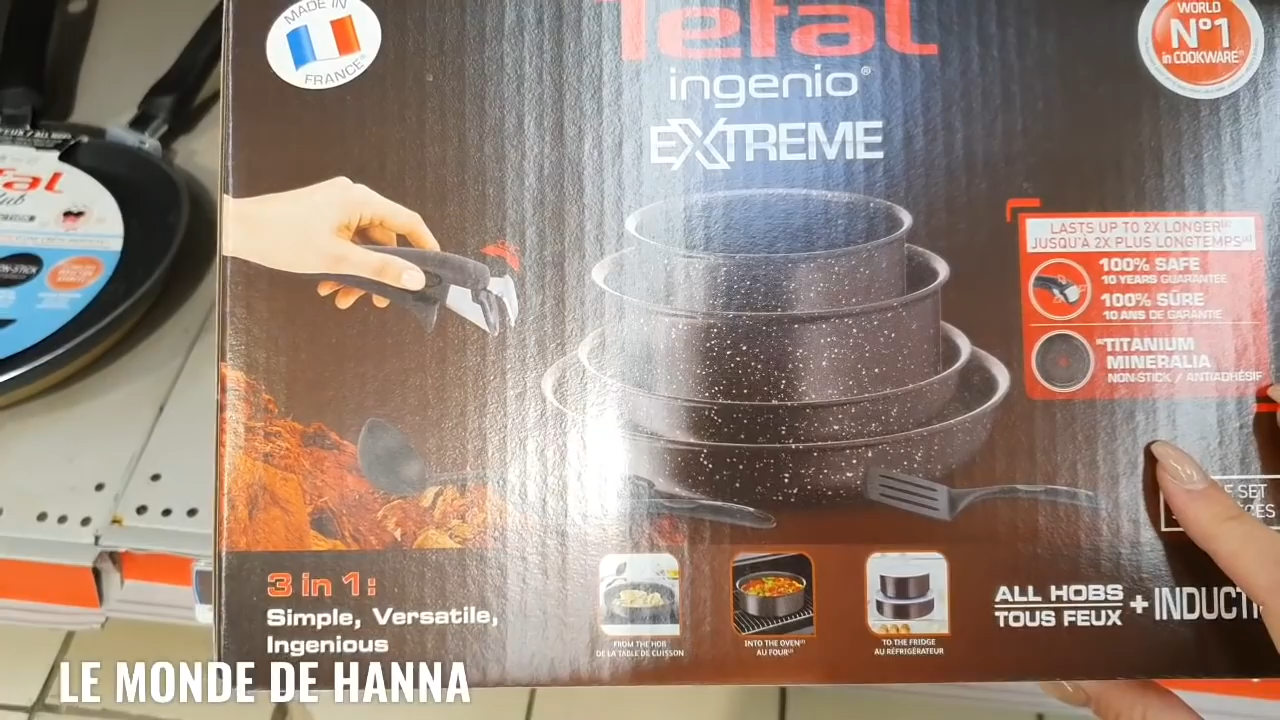 MADE IN
FRANCE®
Tefal
ingenio®
EXTREME
WORLD
N°1
in COOKWARE*
LASTS UP TO 2X LONGER
JUSQU'À 2X PLUS LONGTEMPS
100% SAFE
10 YEARS GUARANTEE
100% SÛRE
10 ANS DE GARANTIE
TITANIUM
MINERALIA
NON-STICK / ANTIADHÉSIF
SET
3 in 1:
Simple, Versatile,
Ingenious
FROM THE HOB
DE LA TABLE DE CUISSON
INTO THE OVEN
AU FOUR
TO THE FRIDGE
AU RÉFRIGÉRATEUR
ALL HOBS
TOUS FEUX
+ INDUCTI
LE MONDE DE HANNA